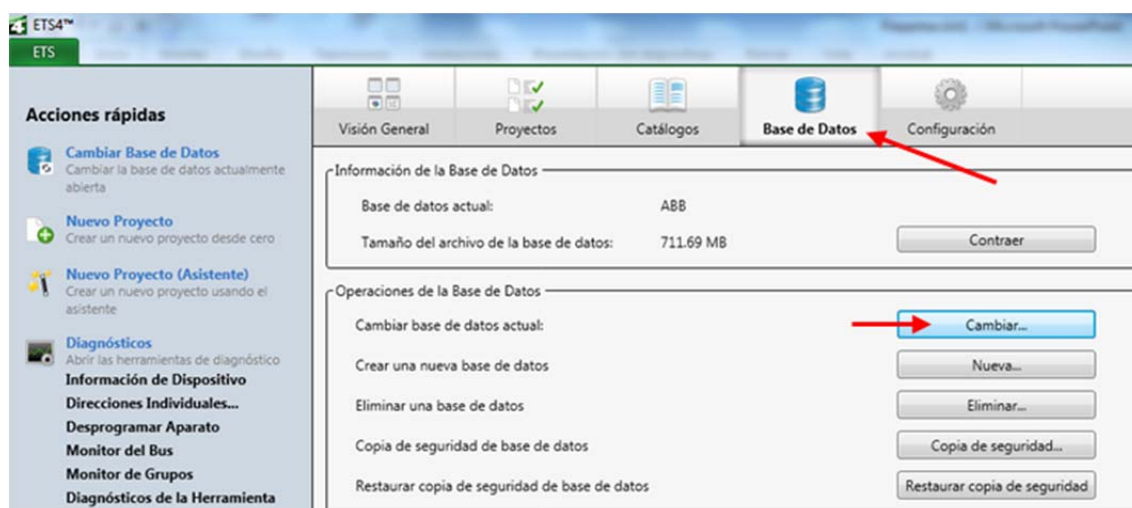 ETS4™
ETS
Acciones rápidas
Cambiar Base de Datos
Cambiar la base de datos actualmente
abierta
Nuevo Proyecto
Crear un nuevo proyecto desde cero
Nuevo Proyecto (Asistente)
Crear un nuevo proyecto usando el
asistente
Diagnósticos
Abrir las herramientas de diagnóstico
Información de Dispositivo
Direcciones Individuales...
Desprogramar Aparato
Monitor del Bus
Monitor de Grupos
Diagnósticos de la Herramienta
Visión General Proyectos Catálogos Base de Datos Configuración
Información de la Base de Datos
Base de datos actual: ABB
Tamaño del archivo de la base de datos: 711.69 MB Contraer
Operaciones de la Base de Datos
Cambiar base de datos actual: Cambiar...
Crear una nueva base de datos Nueva...
Eliminar una base de datos Eliminar...
Copia de seguridad de base de datos Copia de seguridad...
Restaurar copia de seguridad de base de datos Restaurar copia de seguridad